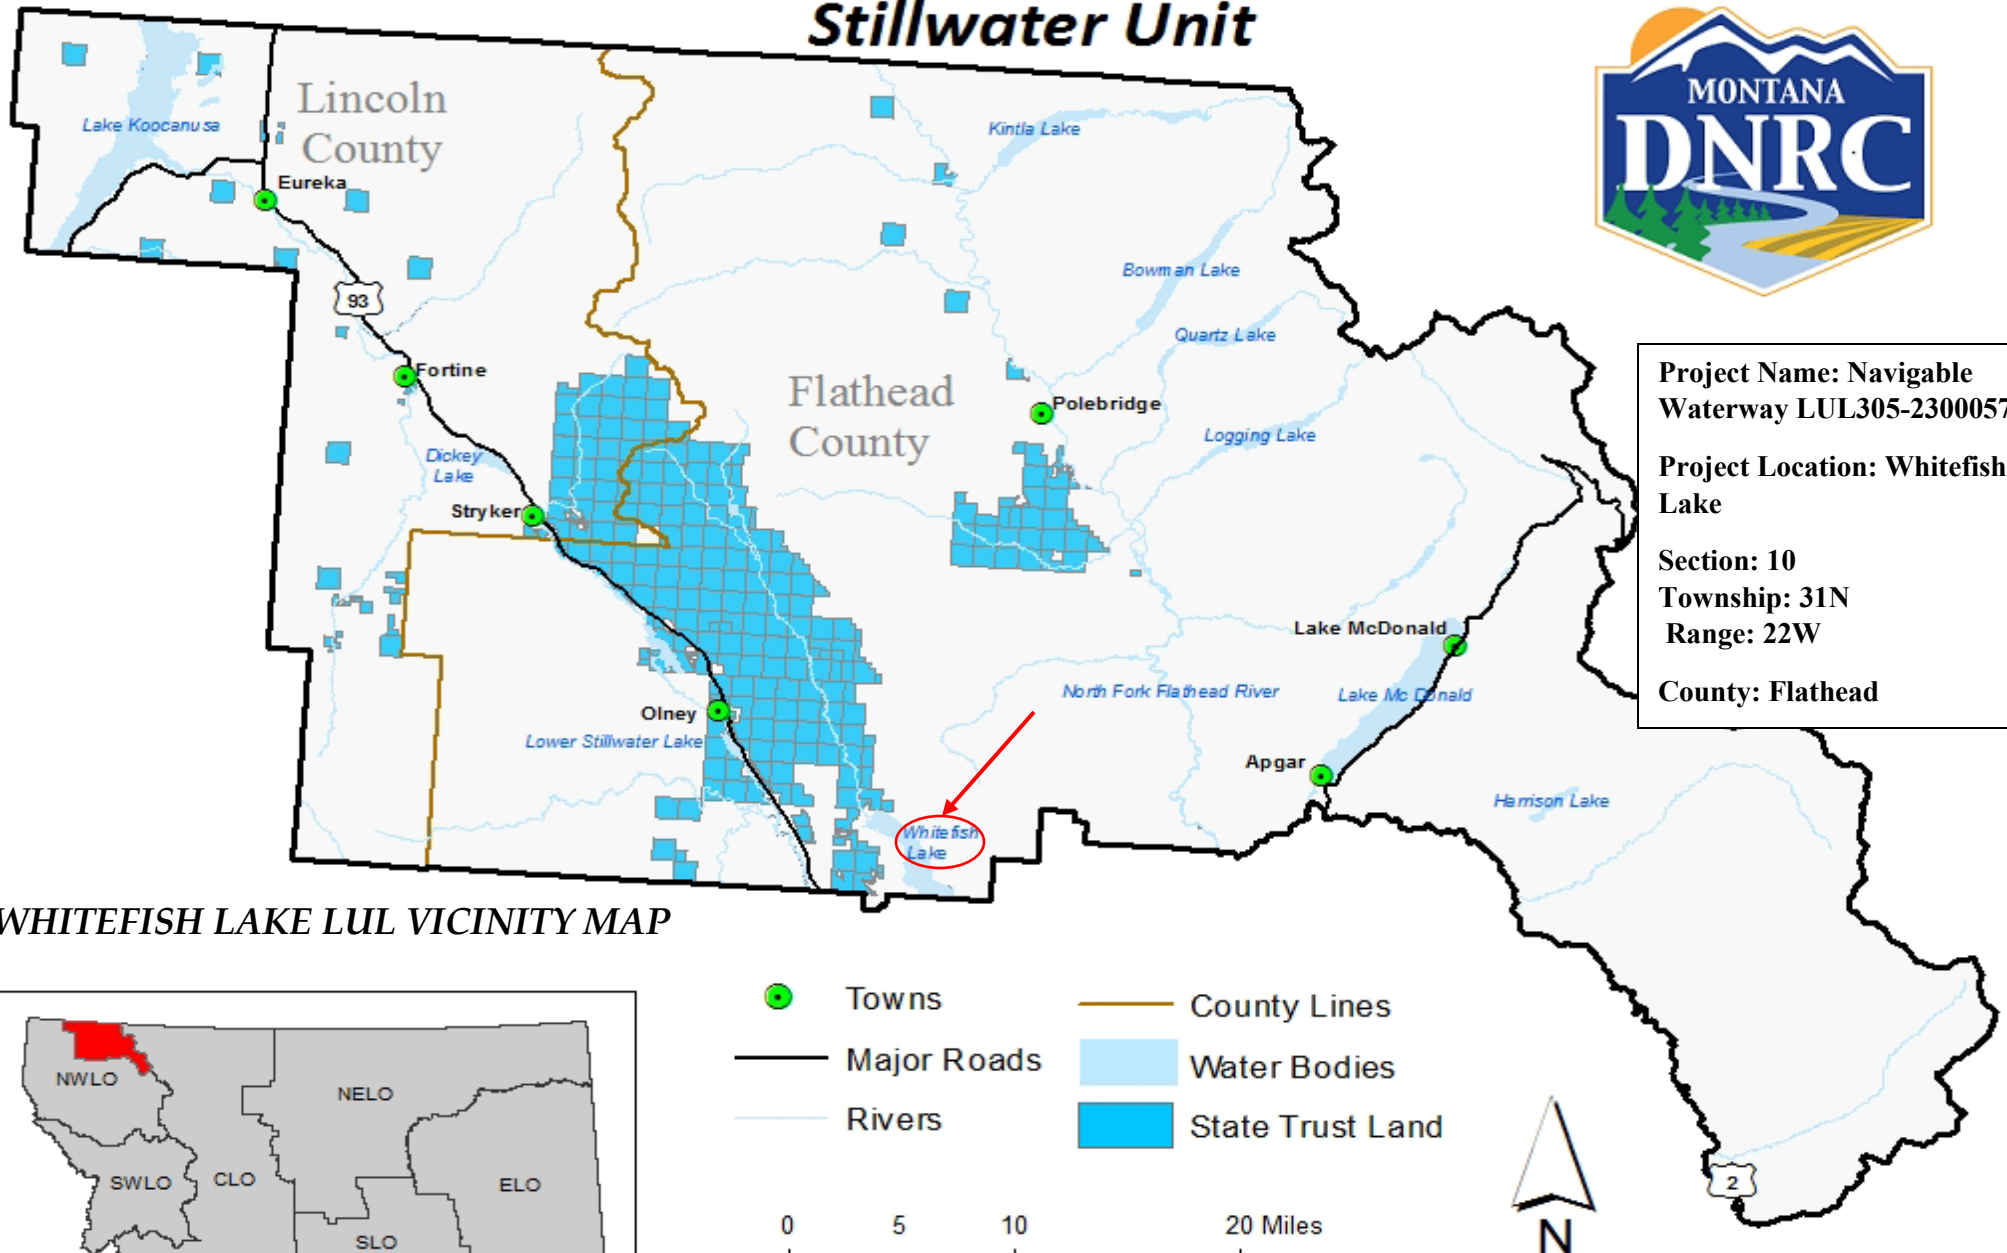 Stillwater Unit
MONTANA
DNRC
Lincoln
County
Lake Koocanusa
Eureka
Kintla Lake
93
Bowman Lake
Quartz Lake
Fortine
Flathead
County
Polebridge
Logging Lake
Dickey
Lake
Stryker
Project Name: Navigable
Waterway LUL305-2300057
Project Location: Whitefish
Lake
Section: 10
Township: 31N
Range: 22W
County: Flathead
Lake McDonald
North Fork Flathead River
Lake Mc Donald
Olney
Lower Stillwater Lake
Apgar
Harrison Lake
Whitefish
Lake
2
WHITEFISH LAKE LUL VICINITY MAP
NWLO
NELO
SWLO
CLO
ELO
SLO
Towns
Major Roads
Rivers
County Lines
Water Bodies
State Trust Land
0 5 10 20 Miles
N